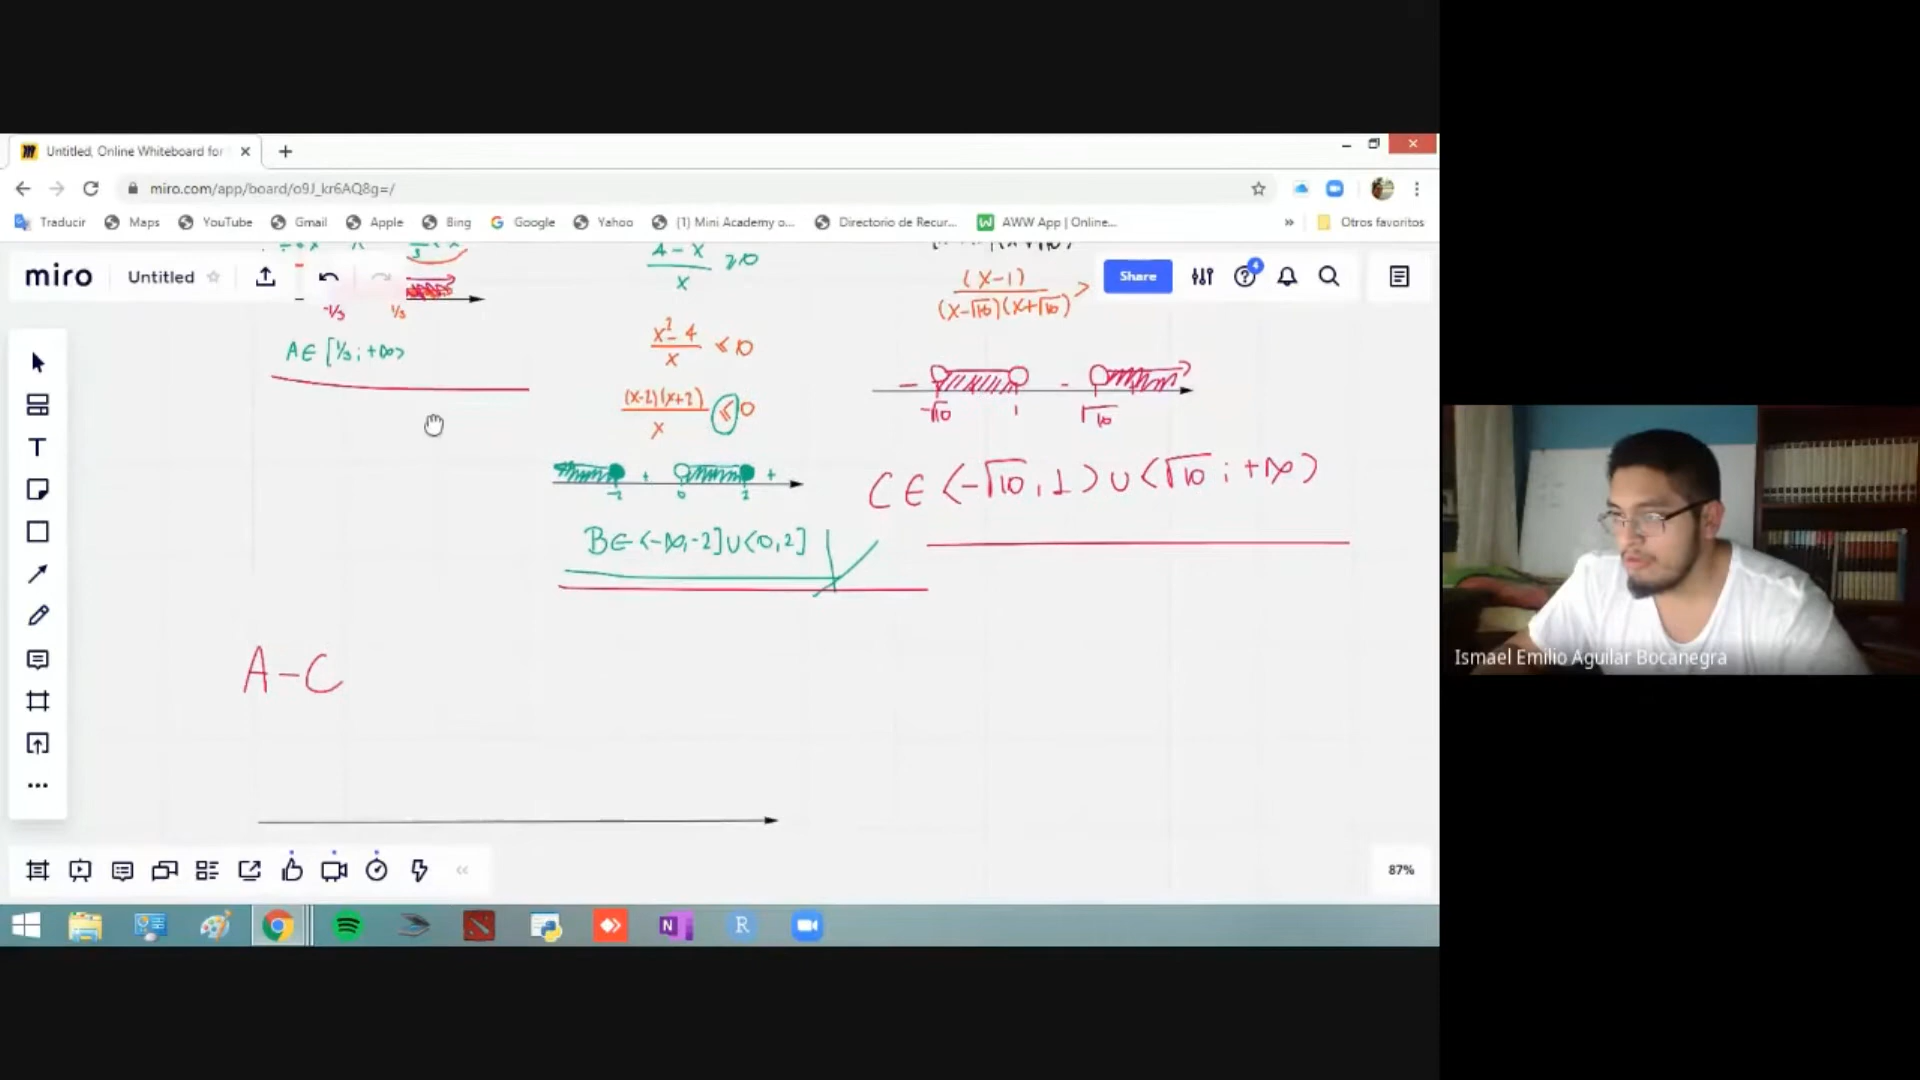 Untitled, Online Whiteboard for
miro.com/app/board/o9J_kr6AQ8g=/
Traducir Maps YouTube Gmail Apple Bing Google Yahoo (1) Mini Academy o... Directorio de Recur... AWW App | Online... » Otros favoritos
miro Untitled Share 4
-1/3 1/3
A∈[1/3;+∞>
x²-4/x ≤0
(x-2)(x+2)/x ≤0
-2 + 0 2 +
B∈<-∞,-2]∪<0,2]
(x-1)/(x-√10)(x+√10) >
- -√10 1 - √10
C∈<-√10,1>∪<√10;+∞>
A-C
87%
Ismael Emilio Aguilar Bocanegra